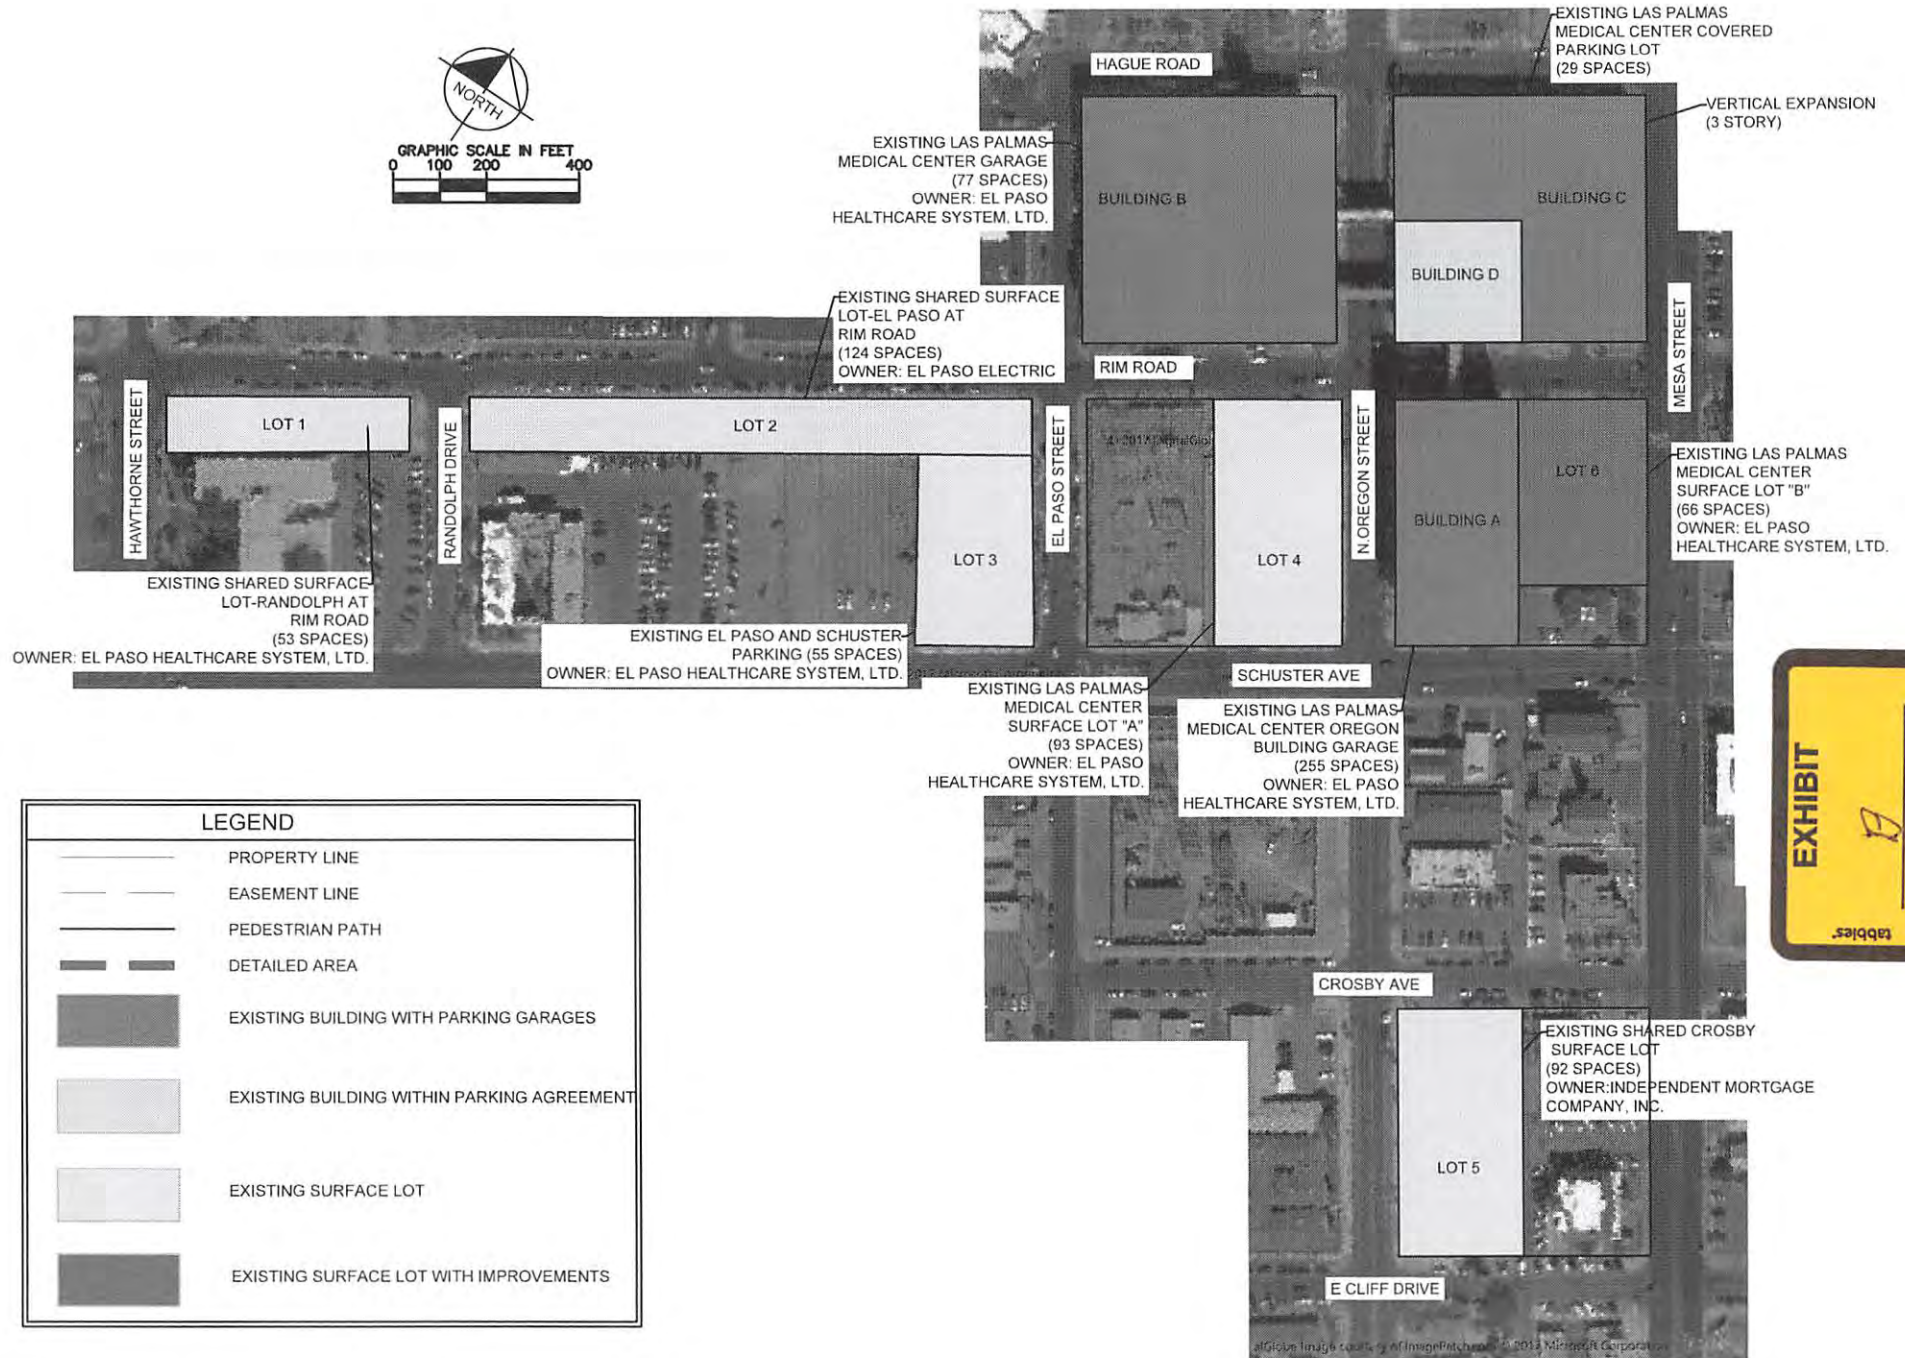 NORTH
GRAPHIC SCALE IN FEET
0 100 200 400
HAGUE ROAD
EXISTING LAS PALMAS
MEDICAL CENTER COVERED
PARKING LOT
(29 SPACES)
VERTICAL EXPANSION
(3 STORY)
EXISTING LAS PALMAS
MEDICAL CENTER GARAGE
(77 SPACES)
OWNER: EL PASO
HEALTHCARE SYSTEM, LTD.
BUILDING B
BUILDING C
BUILDING D
MESA STREET
EXISTING SHARED SURFACE
LOT-EL PASO AT
RIM ROAD
(124 SPACES)
OWNER: EL PASO ELECTRIC
RIM ROAD
HAWTHORNE STREET
LOT 1
RANDOLPH DRIVE
LOT 2
EL PASO STREET
N.OREGON STREET
LOT 3
LOT 4
BUILDING A
LOT 6
EXISTING LAS PALMAS
MEDICAL CENTER
SURFACE LOT "B"
(66 SPACES)
OWNER: EL PASO
HEALTHCARE SYSTEM, LTD.
EXISTING SHARED SURFACE
LOT-RANDOLPH AT
RIM ROAD
(53 SPACES)
OWNER: EL PASO HEALTHCARE SYSTEM, LTD.
EXISTING EL PASO AND SCHUSTER
PARKING (55 SPACES)
OWNER: EL PASO HEALTHCARE SYSTEM, LTD.
SCHUSTER AVE
EXISTING LAS PALMAS
MEDICAL CENTER
SURFACE LOT "A"
(93 SPACES)
OWNER: EL PASO
HEALTHCARE SYSTEM, LTD.
EXISTING LAS PALMAS
MEDICAL CENTER OREGON
BUILDING GARAGE
(255 SPACES)
OWNER: EL PASO
HEALTHCARE SYSTEM, LTD.
EXHIBIT
tabbies
LEGEND
PROPERTY LINE
EASEMENT LINE
PEDESTRIAN PATH
DETAILED AREA
EXISTING BUILDING WITH PARKING GARAGES
EXISTING BUILDING WITHIN PARKING AGREEMENT
EXISTING SURFACE LOT
EXISTING SURFACE LOT WITH IMPROVEMENTS
CROSBY AVE
EXISTING SHARED CROSBY
SURFACE LOT
(92 SPACES)
OWNER:INDEPENDENT MORTGAGE
COMPANY, INC.
LOT 5
E CLIFF DRIVE
Image courtesy of ImagePatch.com © 2017 Microsoft Corporation